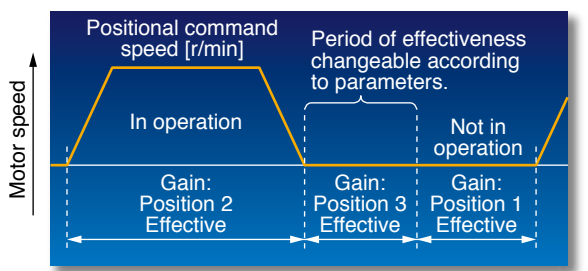 Positional command
speed [r/min]
Period of effectiveness
changeable according
to parameters.
Motor speed
In operation
Not in
operation
Gain:
Position 2
Effective
Gain:
Position 3
Effective
Gain:
Position 1
Effective